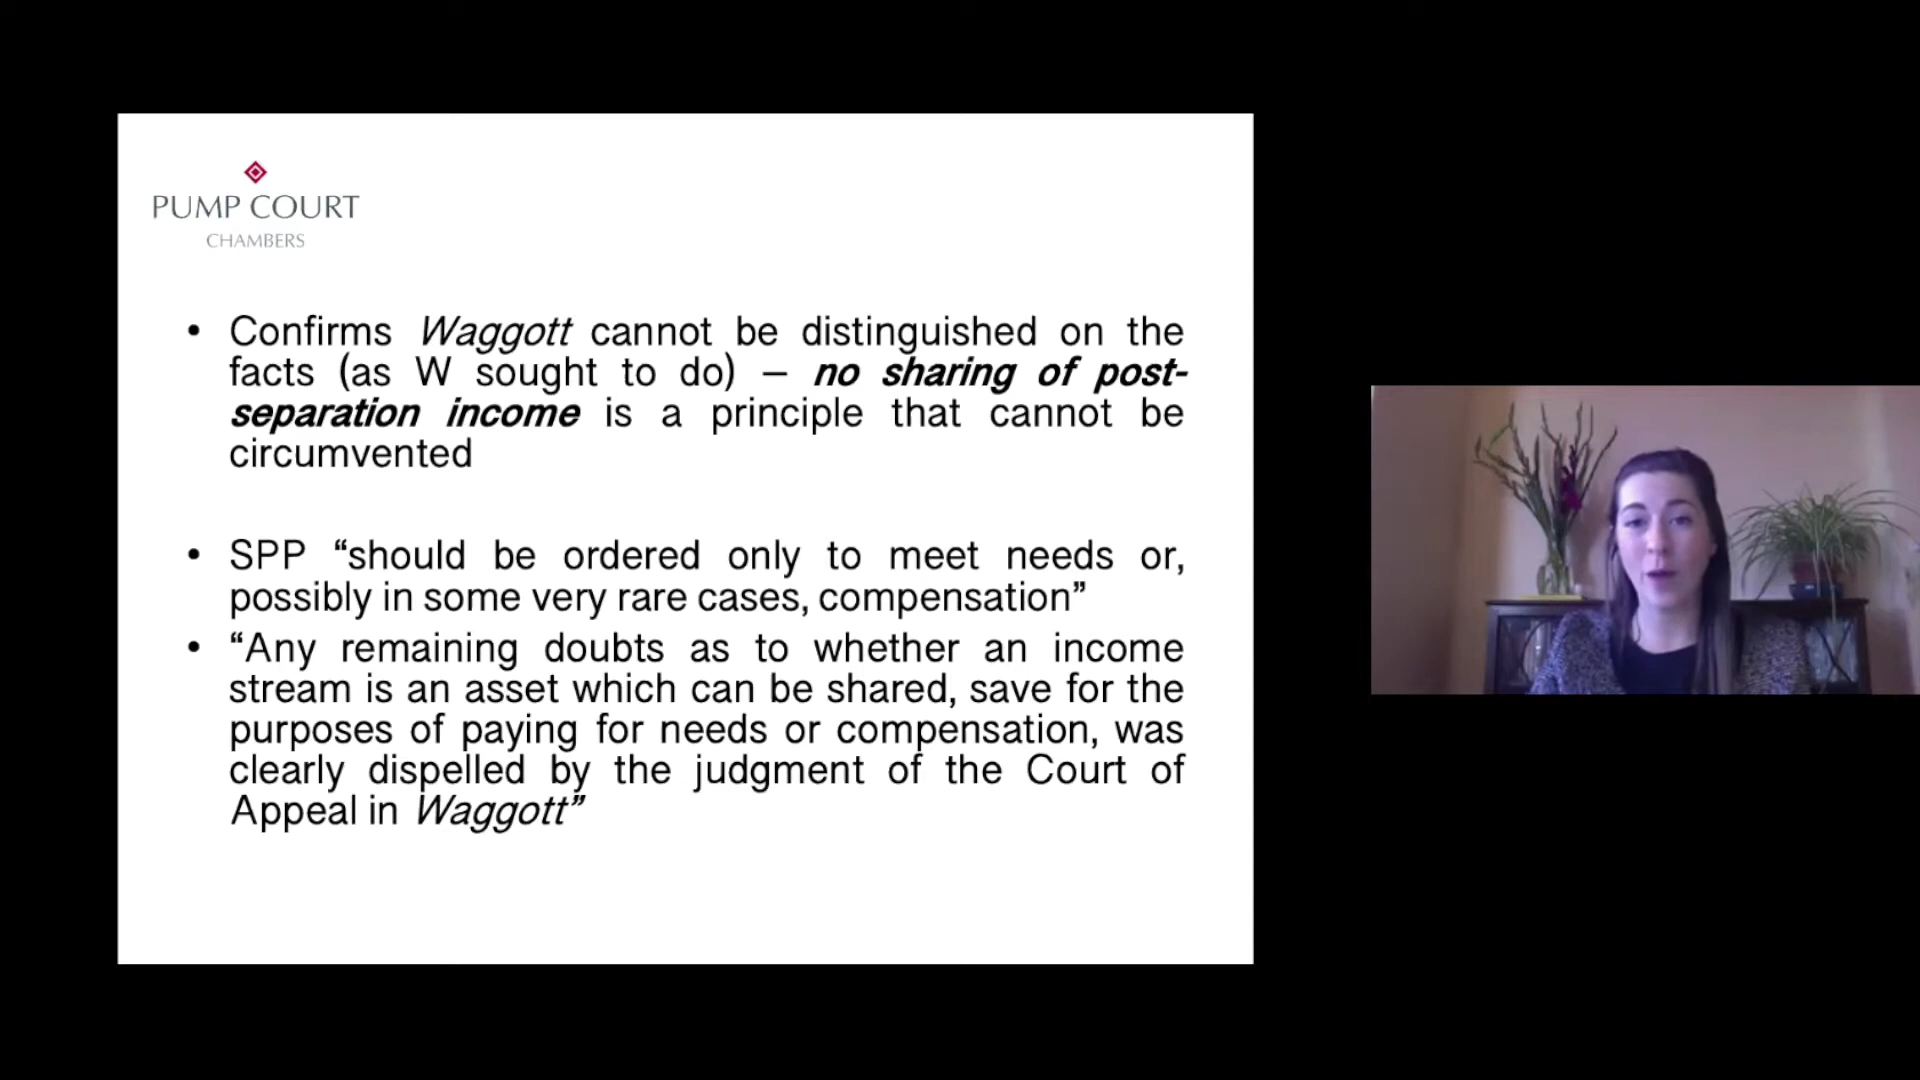 PUMP COURT
CHAMBERS
• Confirms Waggott cannot be distinguished on the
facts (as W sought to do) – no sharing of post-
separation income is a principle that cannot be
circumvented
• SPP “should be ordered only to meet needs or,
possibly in some very rare cases, compensation”
• “Any remaining doubts as to whether an income
stream is an asset which can be shared, save for the
purposes of paying for needs or compensation, was
clearly dispelled by the judgment of the Court of
Appeal in Waggott”